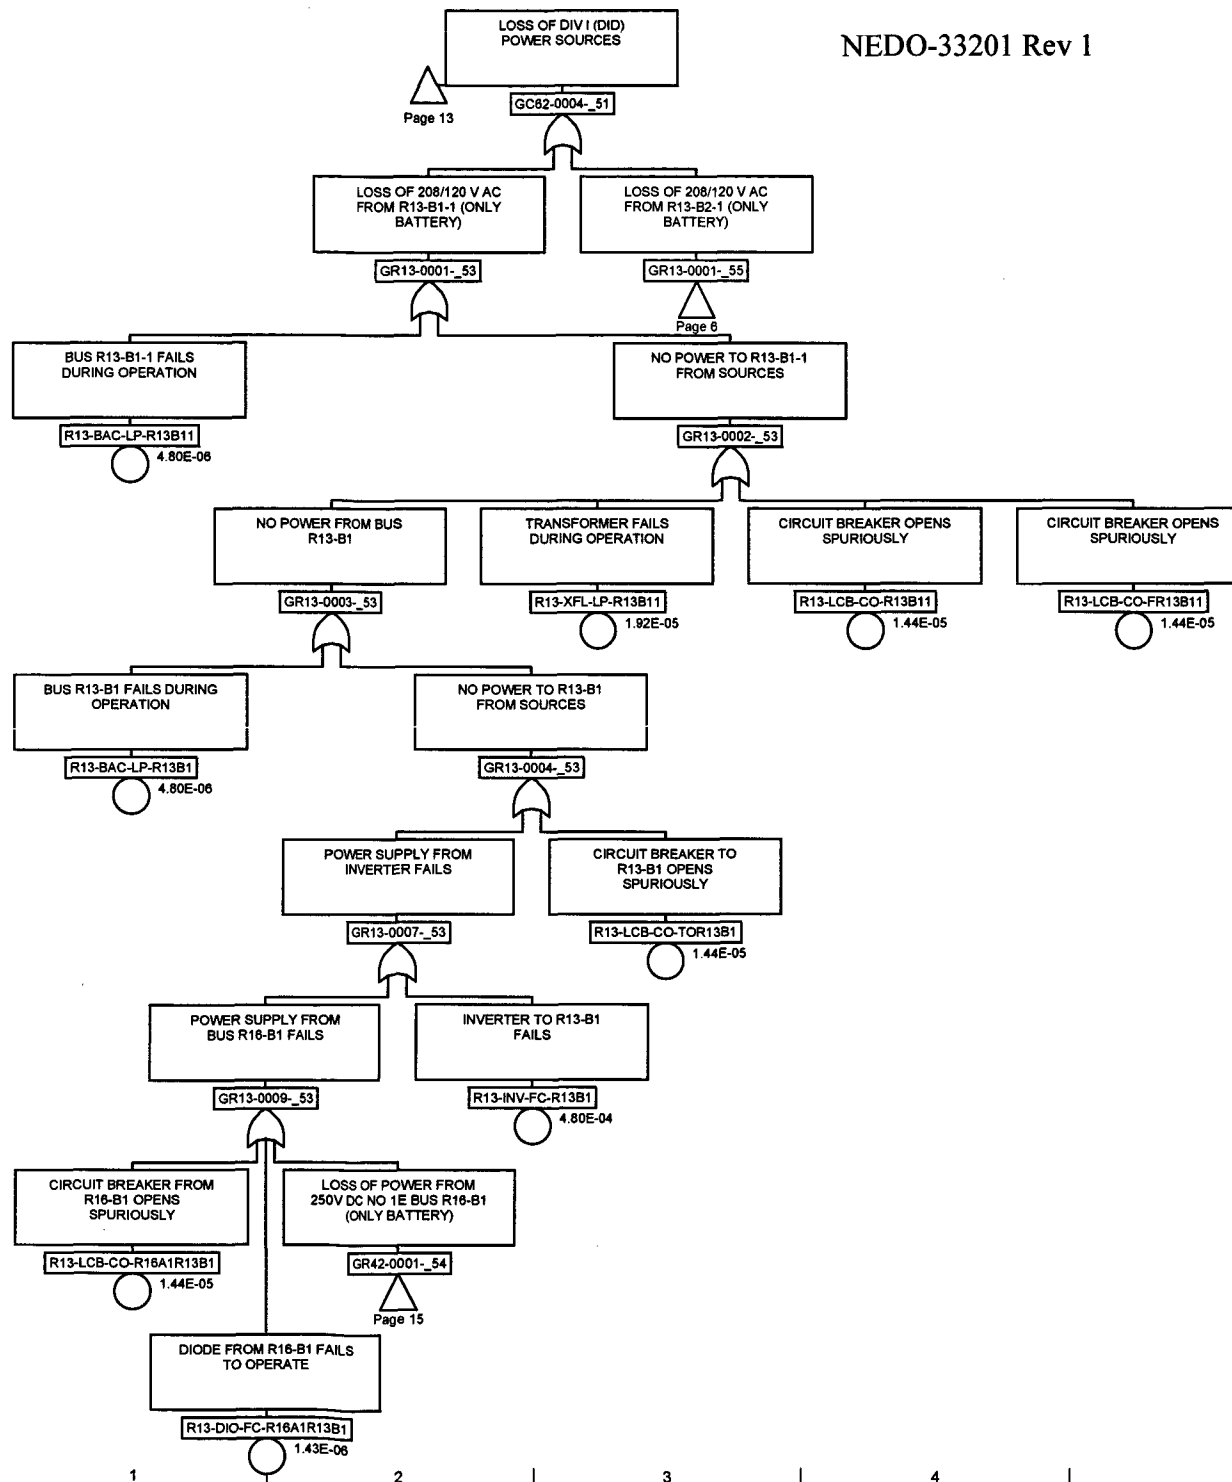 NEDO-33201 Rev 1
LOSS OF DIV I (DID)
POWER SOURCES
Page 13
GC62-0004-_51
LOSS OF 208/120 V AC
FROM R13-B1-1 (ONLY
BATTERY)
GR13-0001-_53
LOSS OF 208/120 V AC
FROM R13-B2-1 (ONLY
BATTERY)
GR13-0001-_55
Page 6
BUS R13-B1-1 FAILS
DURING OPERATION
R13-BAC-LP-R13B11
4.80E-06
NO POWER TO R13-B1-1
FROM SOURCES
GR13-0002-_53
NO POWER FROM BUS
R13-B1
GR13-0003-_53
TRANSFORMER FAILS
DURING OPERATION
R13-XFL-LP-R13B11
1.92E-05
CIRCUIT BREAKER OPENS
SPURIOUSLY
R13-LCB-CO-R13B11
1.44E-05
CIRCUIT BREAKER OPENS
SPURIOUSLY
R13-LCB-CO-FR13B11
1.44E-05
BUS R13-B1 FAILS DURING
OPERATION
R13-BAC-LP-R13B1
4.80E-06
NO POWER TO R13-B1
FROM SOURCES
GR13-0004-_53
POWER SUPPLY FROM
INVERTER FAILS
GR13-0007-_53
CIRCUIT BREAKER TO
R13-B1 OPENS
SPURIOUSLY
R13-LCB-CO-TOR13B1
1.44E-05
POWER SUPPLY FROM
BUS R16-B1 FAILS
GR13-0009-_53
INVERTER TO R13-B1
FAILS
R13-INV-FC-R13B1
4.80E-04
CIRCUIT BREAKER FROM
R16-B1 OPENS
SPURIOUSLY
R13-LCB-CO-R16A1R13B1
1.44E-05
LOSS OF POWER FROM
250V DC NO 1E BUS R16-B1
(ONLY BATTERY)
GR42-0001-_54
Page 15
DIODE FROM R16-B1 FAILS
TO OPERATE
R13-DIO-FC-R16A1R13B1
1.43E-06
1 2 3 4